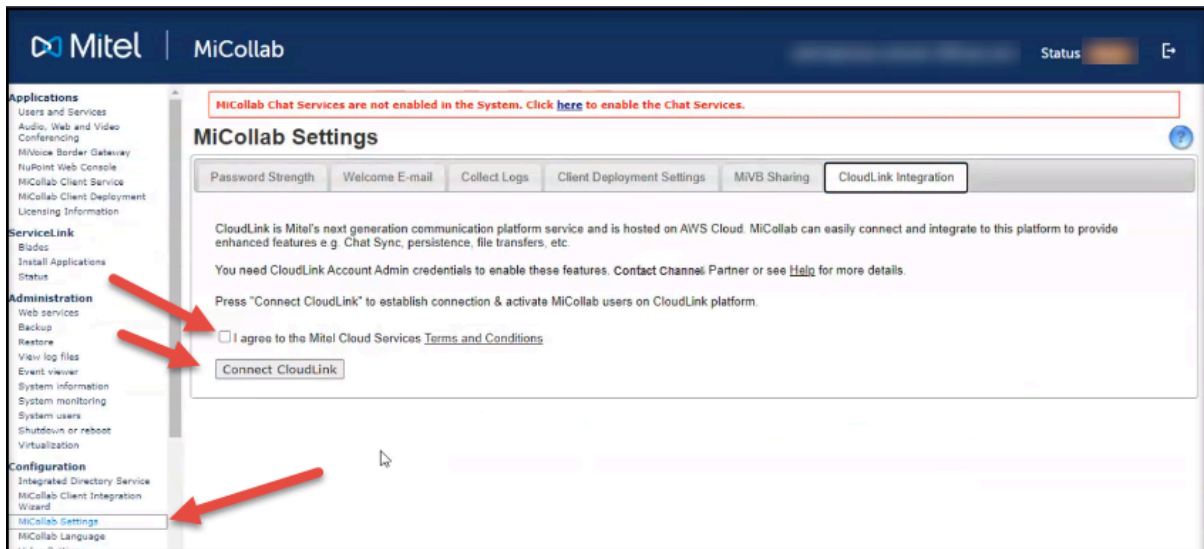 Mitel
MiCollab
Status
Applications
Users and Services
Audio, Web and Video
Conferencing
MiVoice Border Gateway
NuPoint Web Console
MiCollab Client Service
MiCollab Client Deployment
Licensing Information
ServiceLink
Blades
Install Applications
Status
Administration
Web services
Backup
Restore
View log files
Event viewer
System information
System monitoring
System users
Shutdown or reboot
Virtualization
Configuration
Integrated Directory Service
MiCollab Client Integration
Wizard
MiCollab Settings
MiCollab Language
MiCollab Chat Services are not enabled in the System. Click here to enable the Chat Services.
MiCollab Settings
?
Password Strength
Welcome E-mail
Collect Logs
Client Deployment Settings
MiVB Sharing
CloudLink Integration
CloudLink is Mitel's next generation communication platform service and is hosted on AWS Cloud. MiCollab can easily connect and integrate to this platform to provide
enhanced features e.g. Chat Sync, persistence, file transfers, etc.
You need CloudLink Account Admin credentials to enable these features. Contact Channel Partner or see Help for more details.
Press "Connect CloudLink" to establish connection & activate MiCollab users on CloudLink platform.
I agree to the Mitel Cloud Services Terms and Conditions
Connect CloudLink